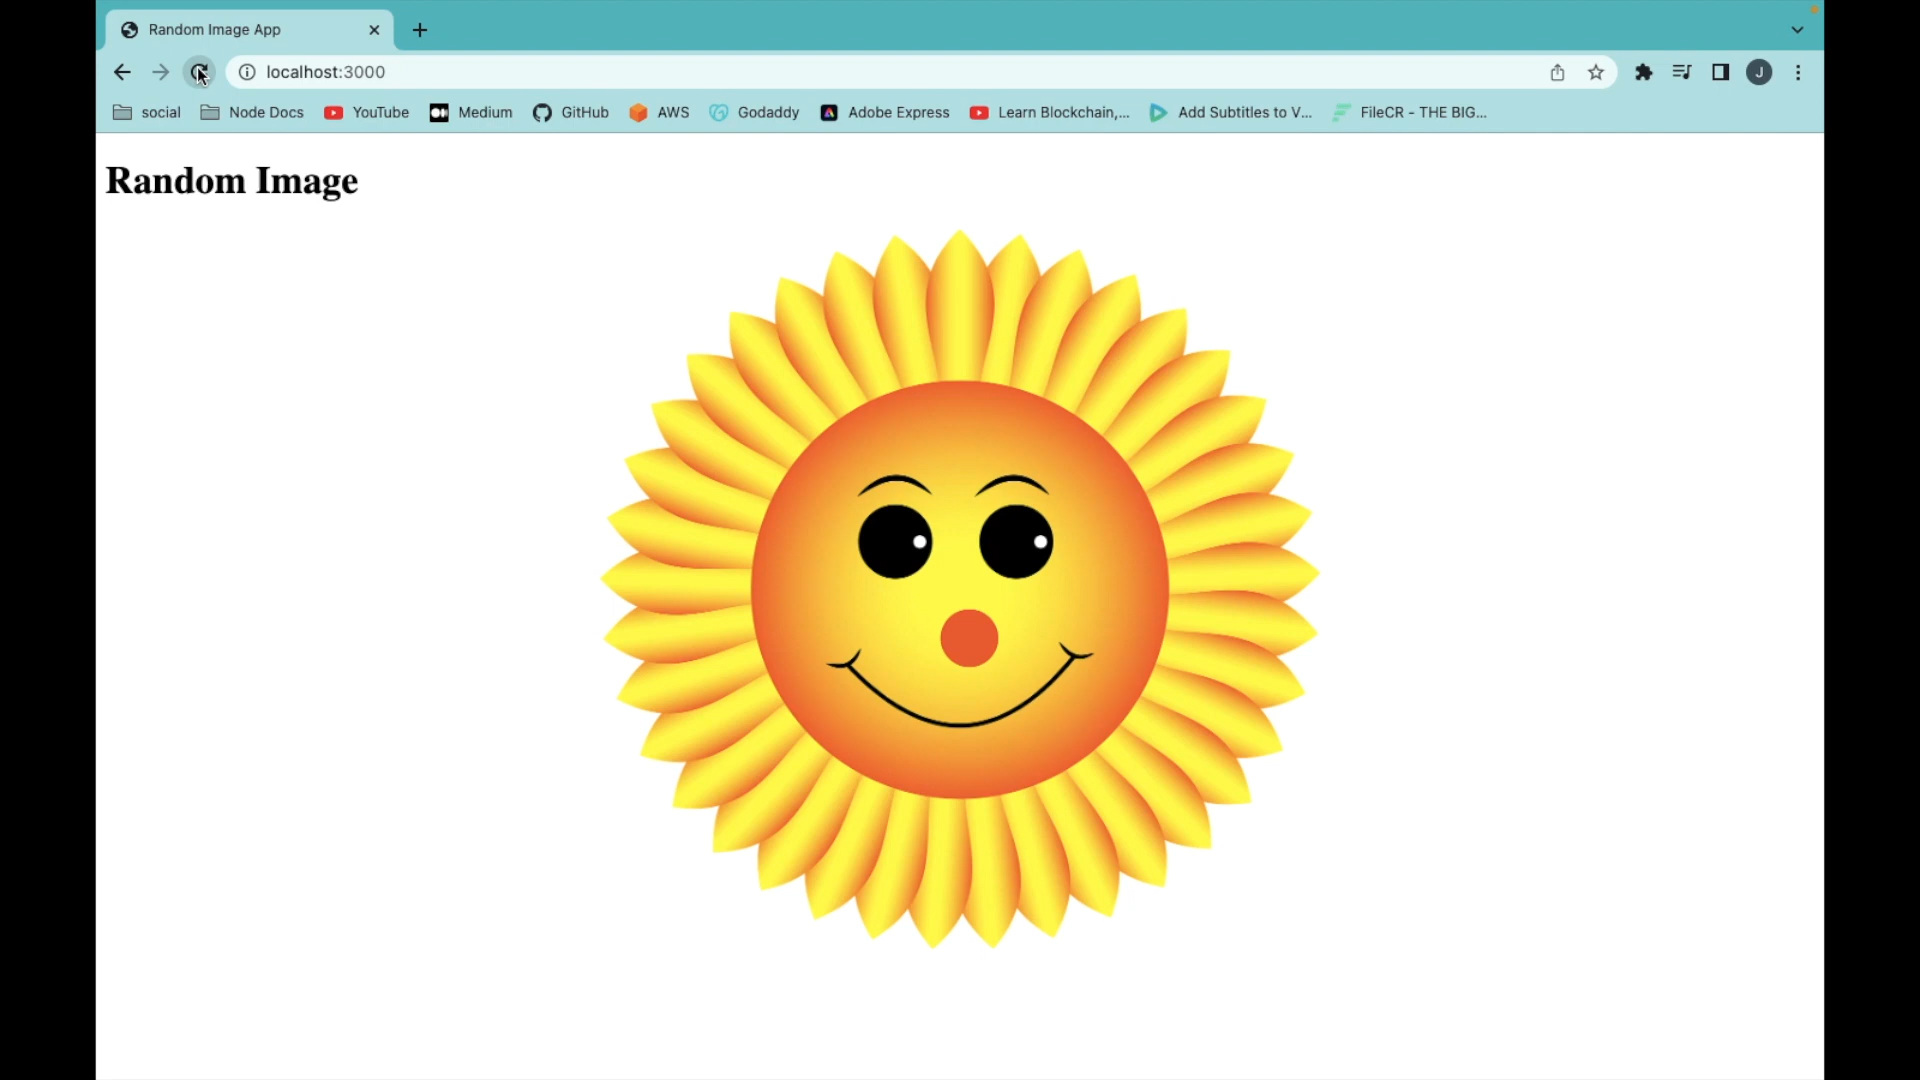 Random Image App
localhost:3000
J
social Node Docs YouTube Medium GitHub AWS Godaddy Adobe Express Learn Blockchain,... Add Subtitles to V... FileCR - THE BIG...
Random Image